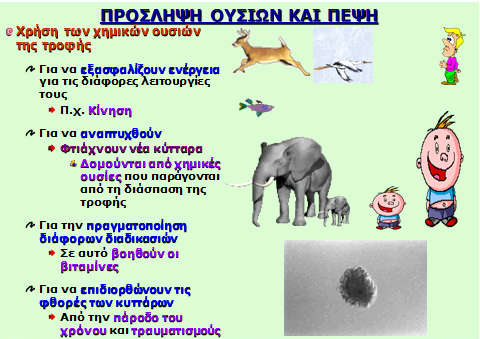 ΠΡΟΣΛΗΨΗ ΟΥΣΙΩΝ ΚΑΙ ΠΕΨΗ
Χρήση των χημικών ουσιών
της τροφής
Για να εξασφαλίζουν ενέργεια
για τις διάφορες λειτουργίες
τους
Π.χ. Κίνηση
Για να αναπτυχθούν
Φτιάχνουν νέα κύτταρα
Δομούνται από χημικές
ουσίες που παράγονται
από τη διάσπαση της
τροφής
Για την πραγματοποίηση
διάφορων διαδικασιών
Σε αυτό βοηθούν οι
βιταμίνες
Για να επιδιορθώνουν τις
φθορές των κυττάρων
Από την πάροδο του
χρόνου και τραυματισμούς